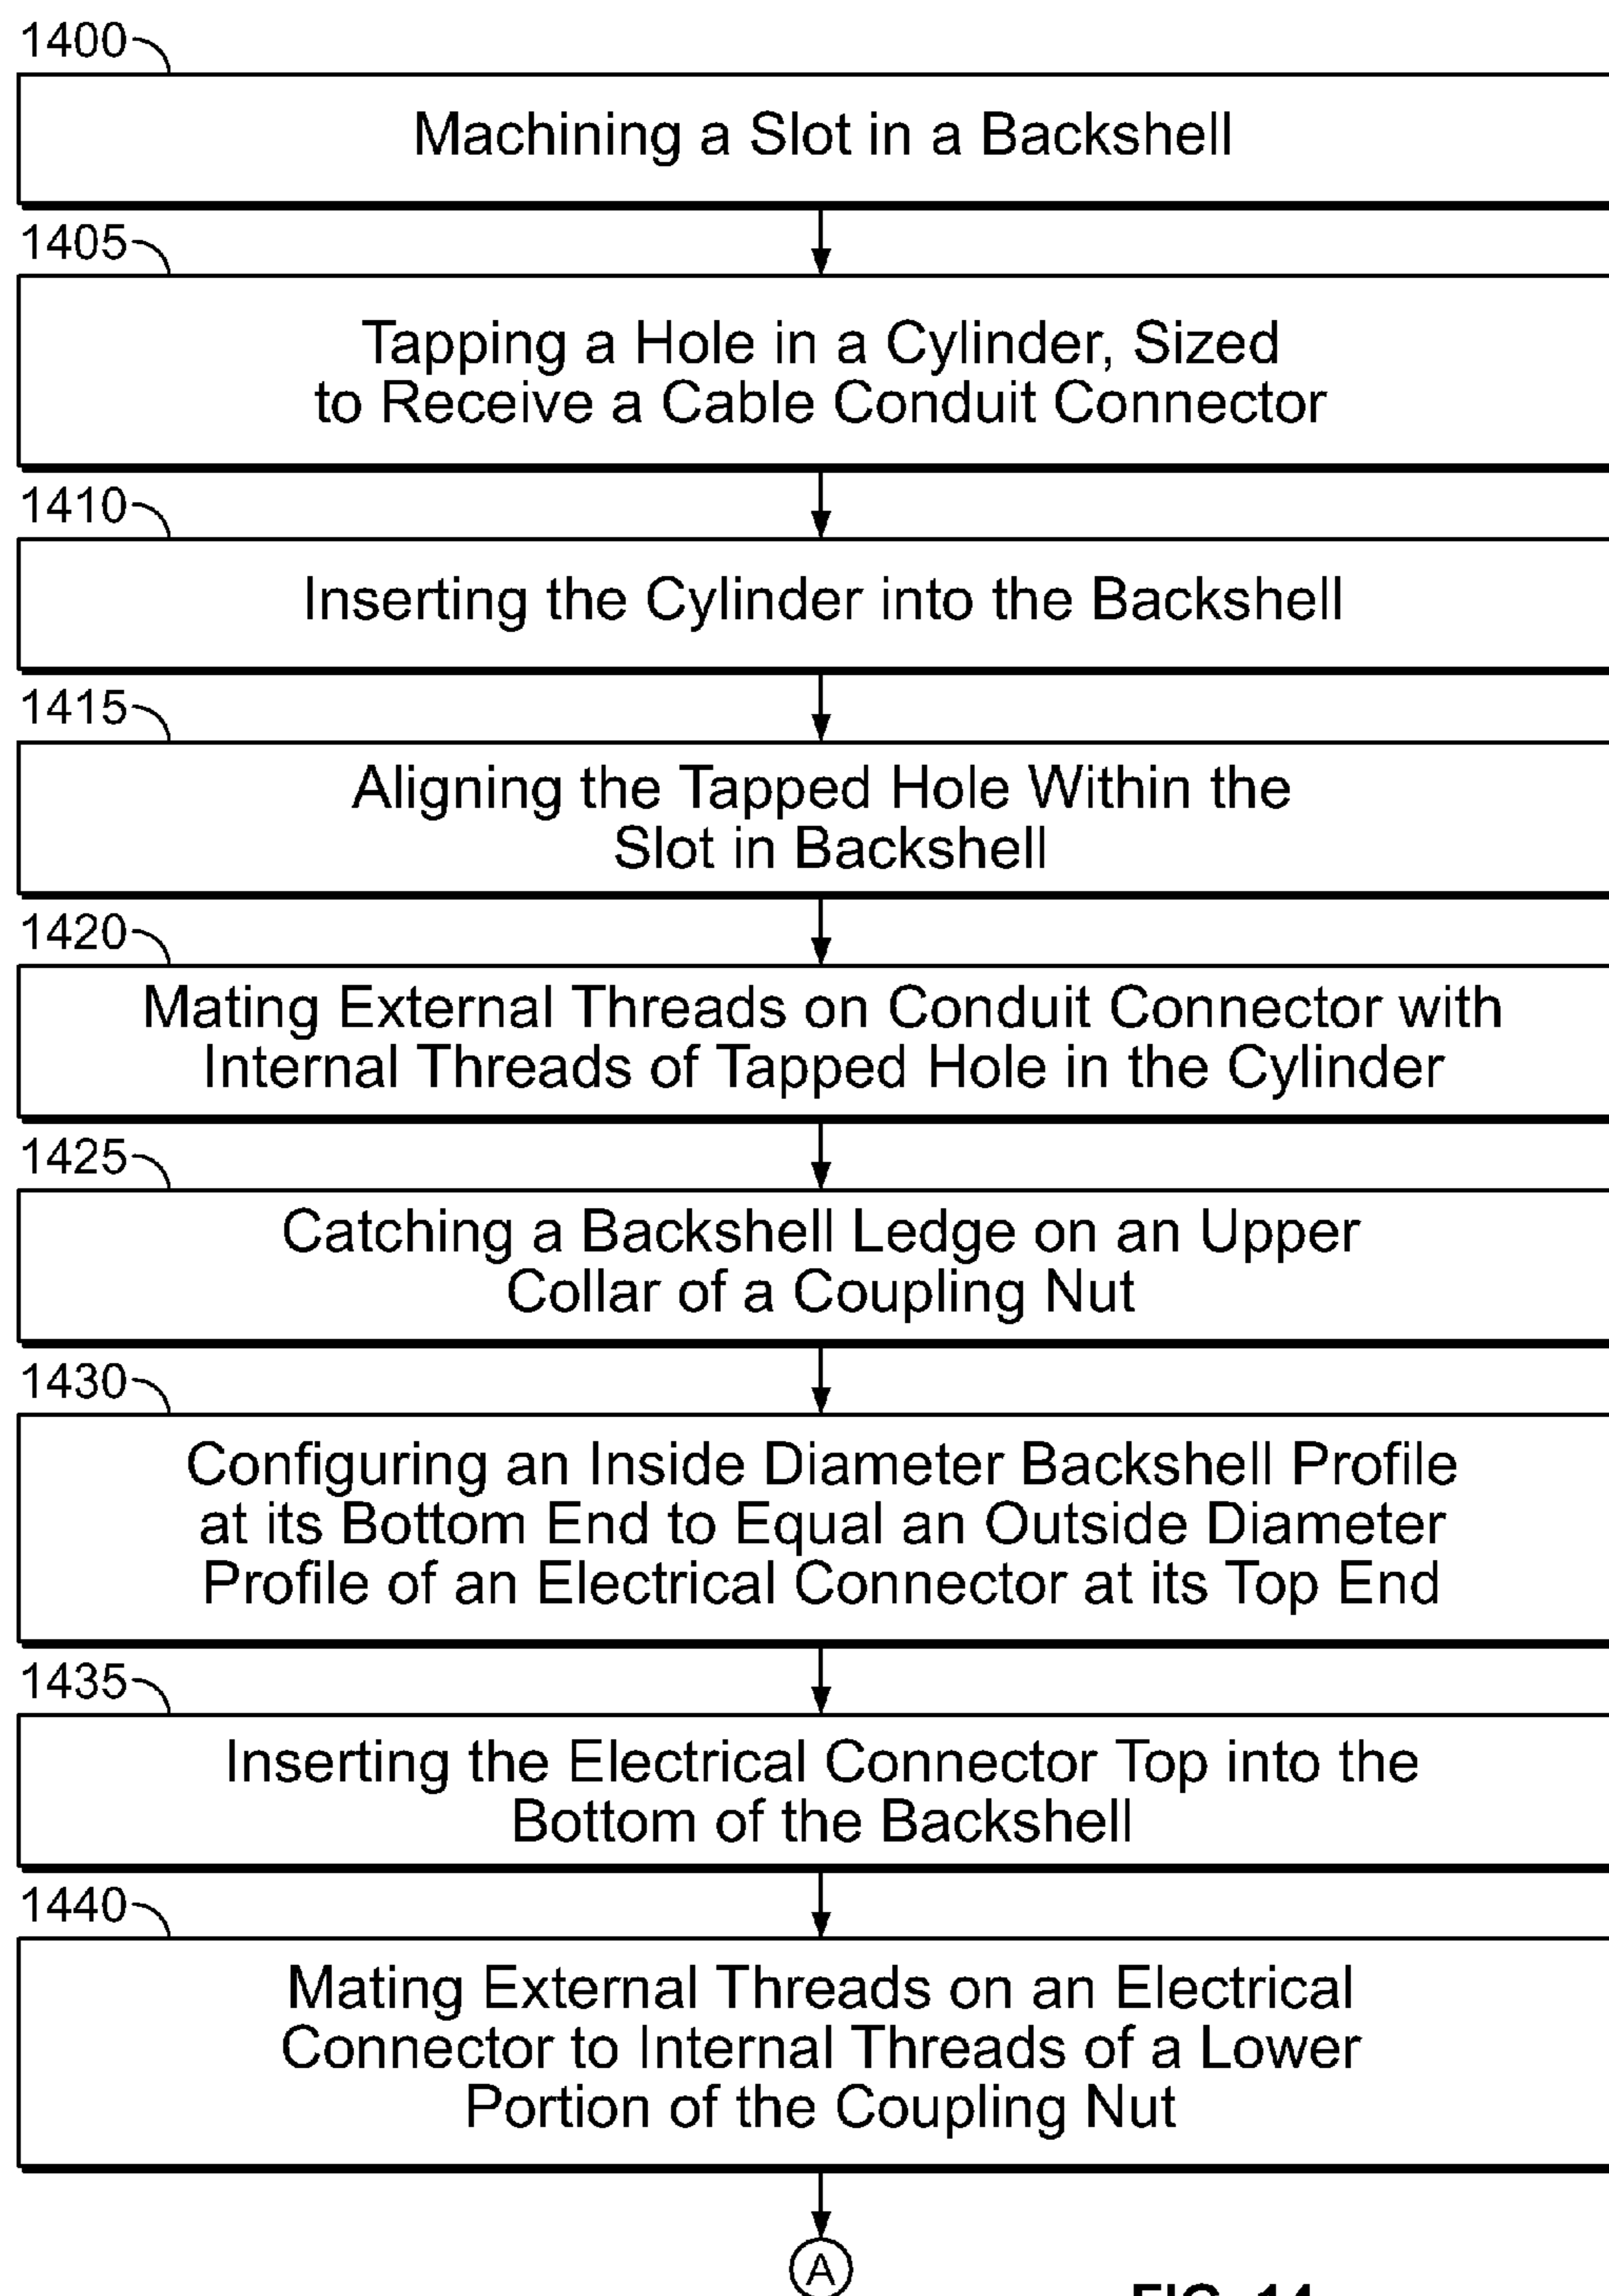 1400
Machining a Slot in a Backshell
1405
Tapping a Hole in a Cylinder, Sized
to Receive a Cable Conduit Connector
1410
Inserting the Cylinder into the Backshell
1415
Aligning the Tapped Hole Within the
Slot in Backshell
1420
Mating External Threads on Conduit Connector with
Internal Threads of Tapped Hole in the Cylinder
1425
Catching a Backshell Ledge on an Upper
Collar of a Coupling Nut
1430
Configuring an Inside Diameter Backshell Profile
at its Bottom End to Equal an Outside Diameter
Profile of an Electrical Connector at its Top End
1435
Inserting the Electrical Connector Top into the
Bottom of the Backshell
1440
Mating External Threads on an Electrical
Connector to Internal Threads of a Lower
Portion of the Coupling Nut
A